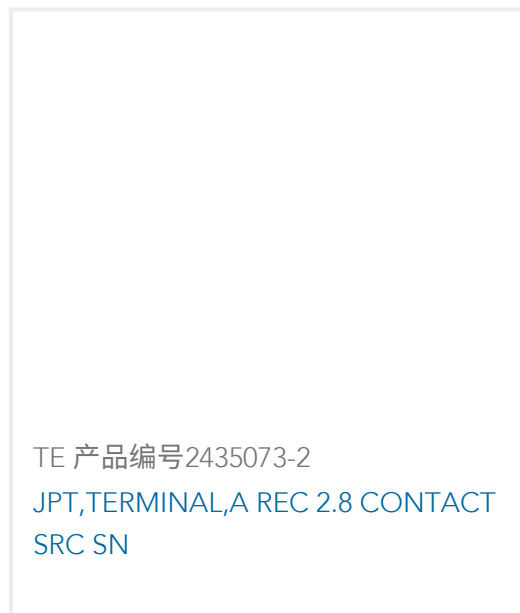 TE 产品编号2435073-2
JPT,TERMINAL,A REC 2.8 CONTACT
SRC SN